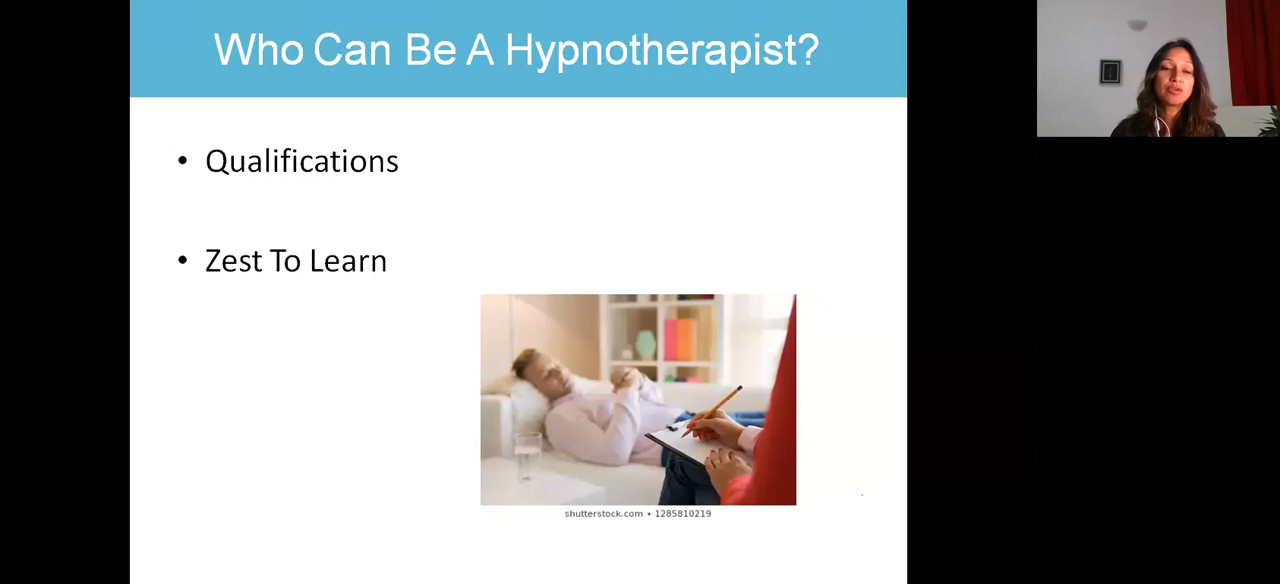 Who Can Be A Hypnotherapist?
• Qualifications
• Zest To Learn
shutterstock.com • 1285810219